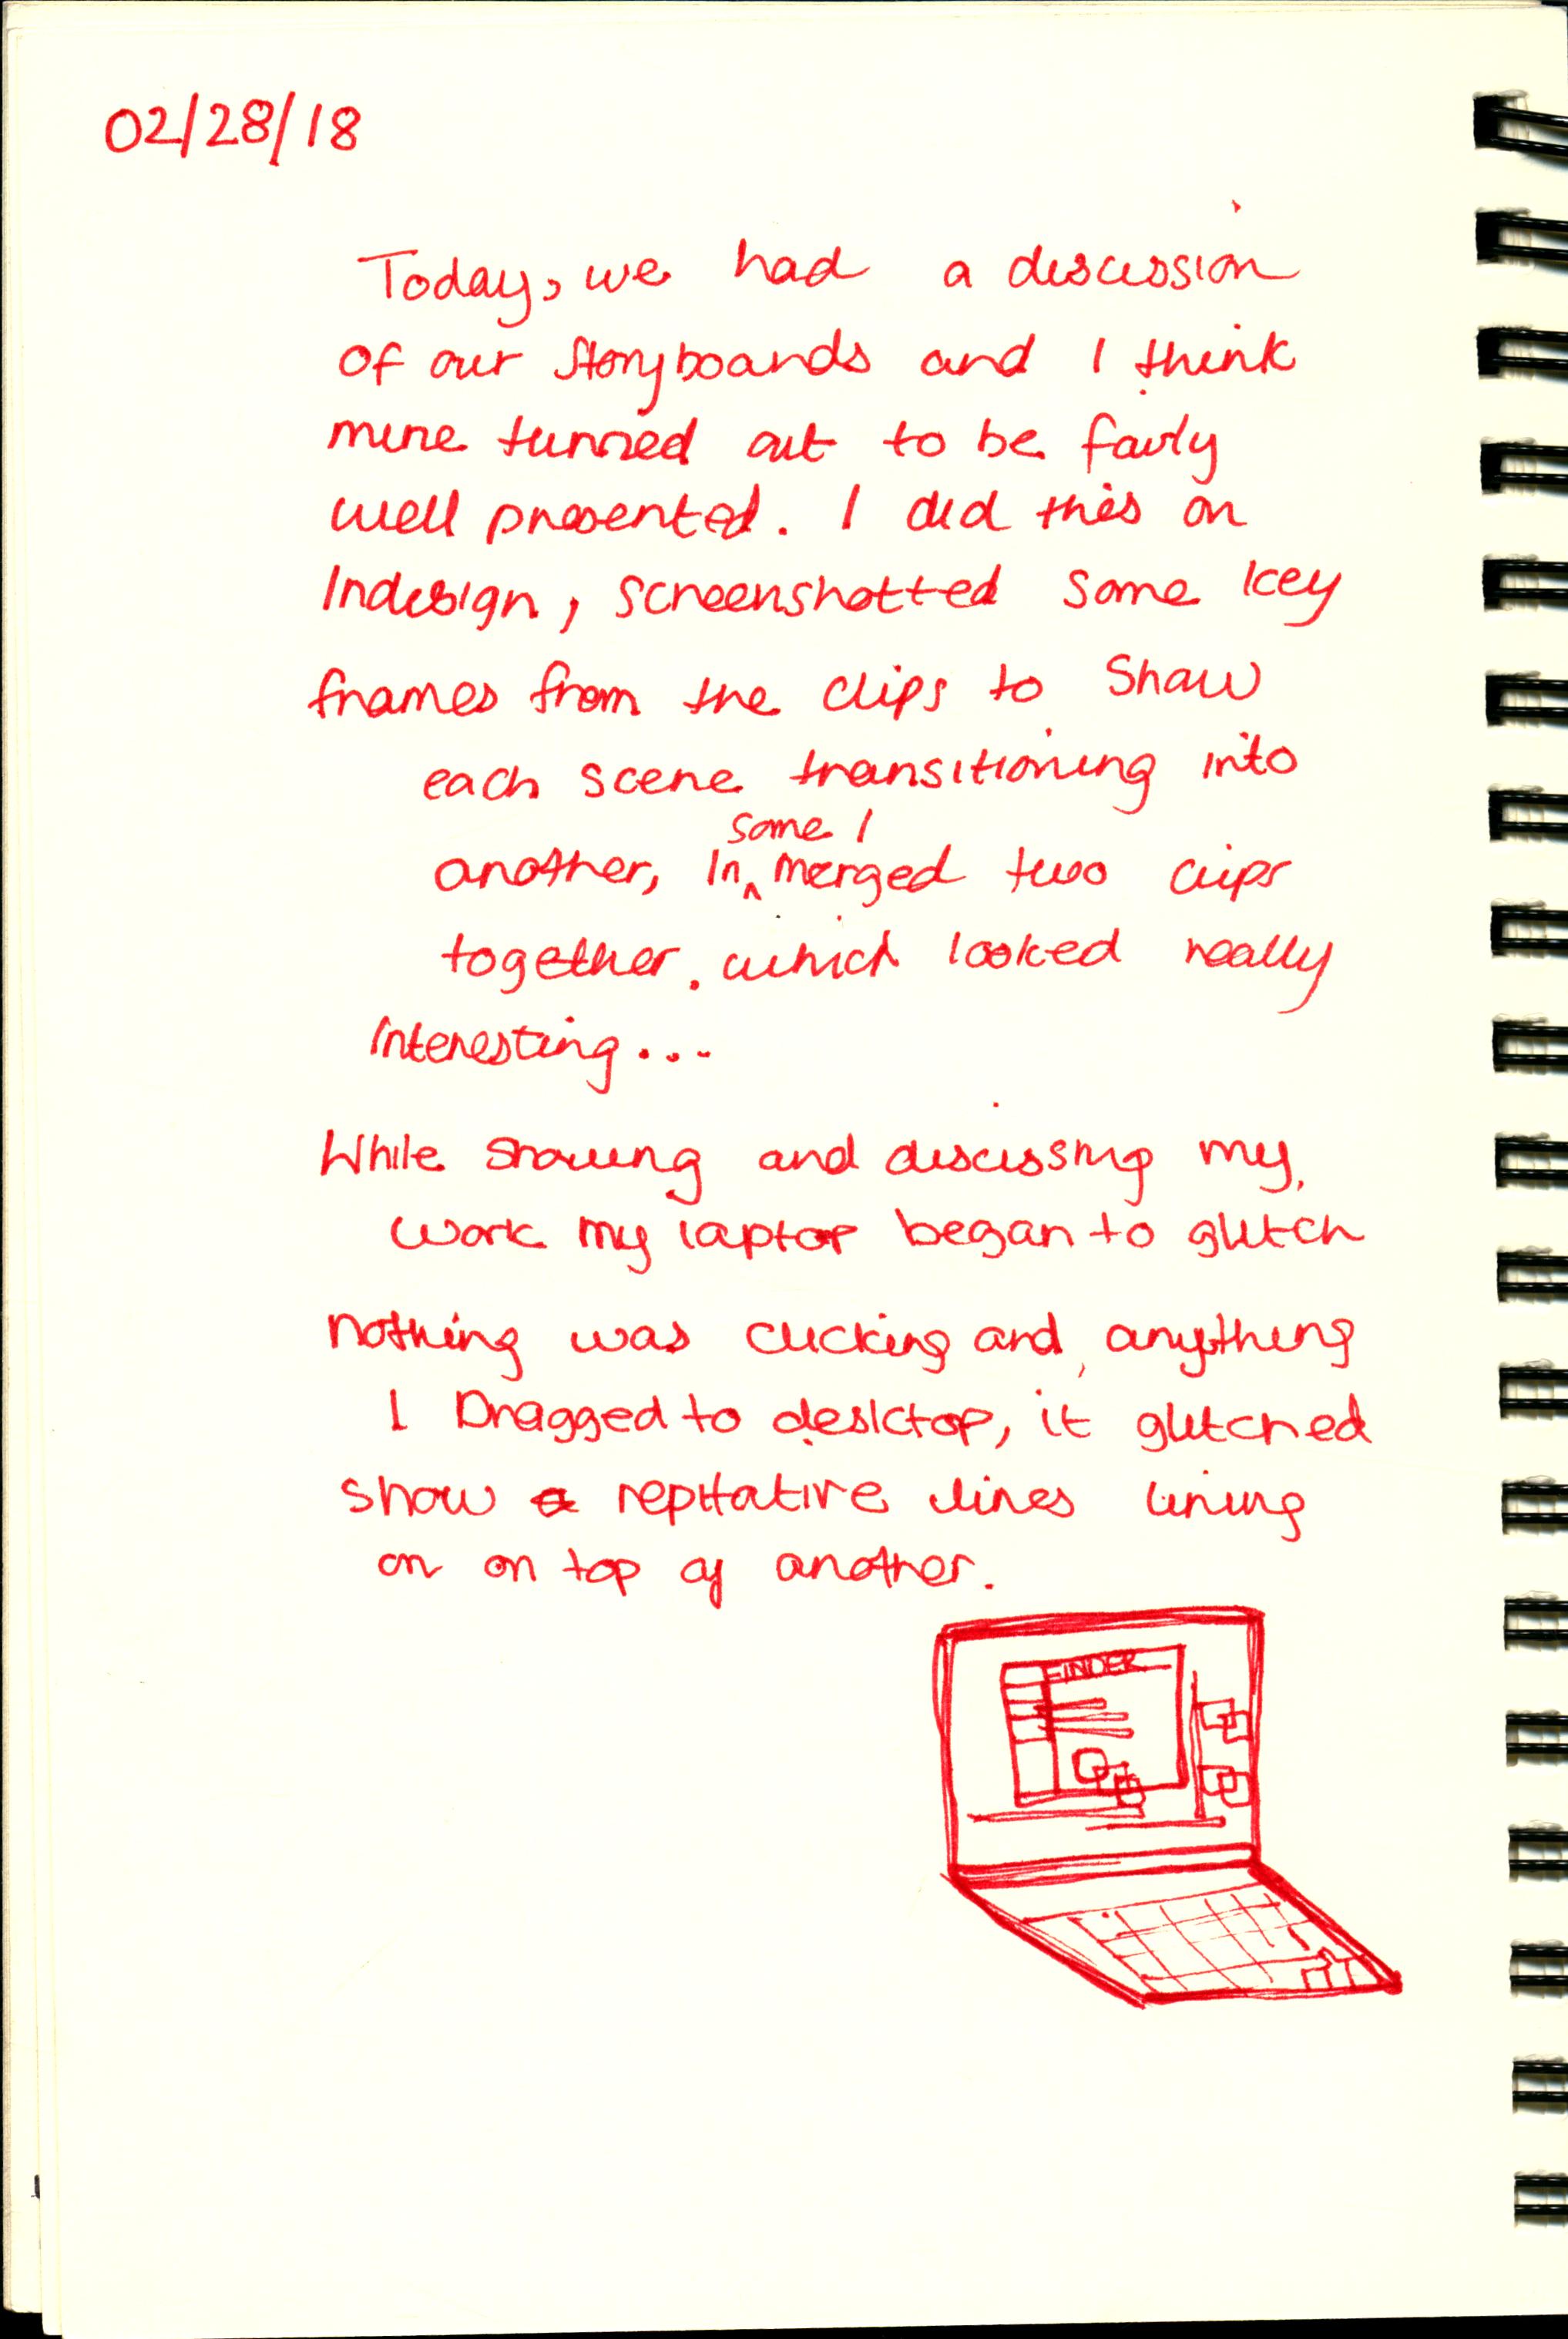 02/28/18
Today, we had a discussion
of our Storyboards and I think
mine turned out to be fairly
well presented. I did this on
Indesign, Screenshotted some key
frames from the clips to Show
each scene transitioning into
some I
another, In ^ merged two clips
together. which looked really
Interesting...
While showing and discussing my,
work my laptop began to glitch
nothing was clicking and, anything
I Dragged to desktop, it glitched
show repitative lines lining
on on top of another.
FINDER